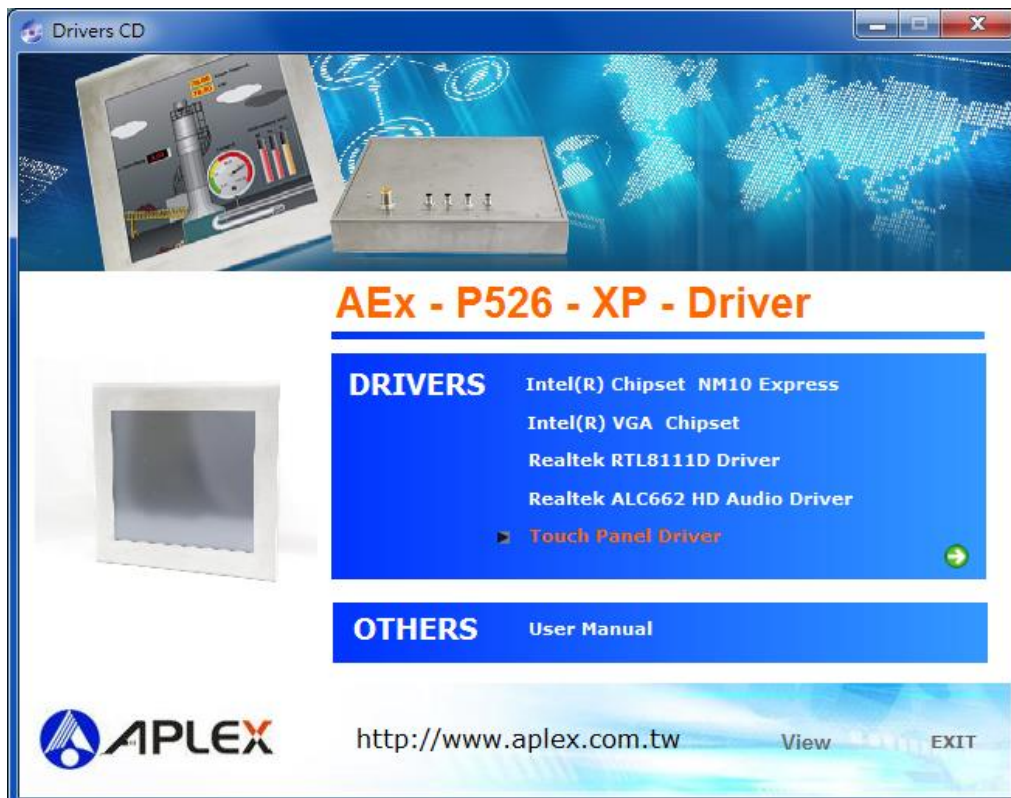 Drivers CD
AEx - P526 - XP - Driver
DRIVERS
Intel(R) Chipset NM10 Express
Intel(R) VGA Chipset
Realtek RTL8111D Driver
Realtek ALC662 HD Audio Driver
Touch Panel Driver
OTHERS
User Manual
APLEX
http://www.aplex.com.tw
View
EXIT